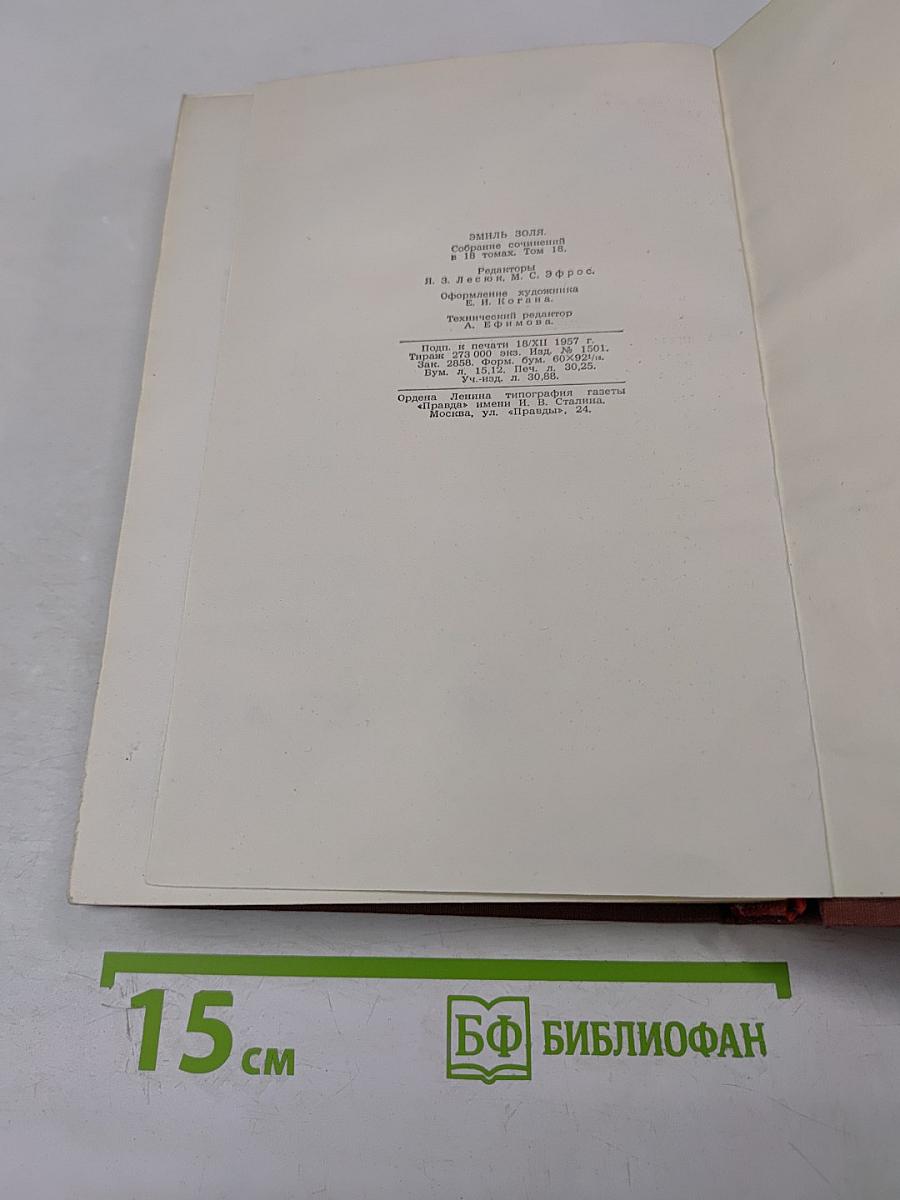 ЭМИЛЬ ЗОЛЯ.
Собрание сочинений
в 18 томах. Том 18.
Редакторы
Я. З. Лесюк, М. С. Эфрос.
Оформление художника
Е. И. Когана.
Технический редактор
А. Ефимова.
Подп. к печати 18/XII 1957 г.
Тираж 273 000 экз. Изд. № 1501.
Зак. 2858. Форм. бум. 60×92¹/₁₆.
Бум. л. 15,12. Печ. л. 30,25.
Уч.-изд. л. 30,88.
Ордена Ленина типография газеты
«Правда» имени И. В. Сталина.
Москва, ул. «Правды», 24.
15 см
БФ БИБЛИОФАН